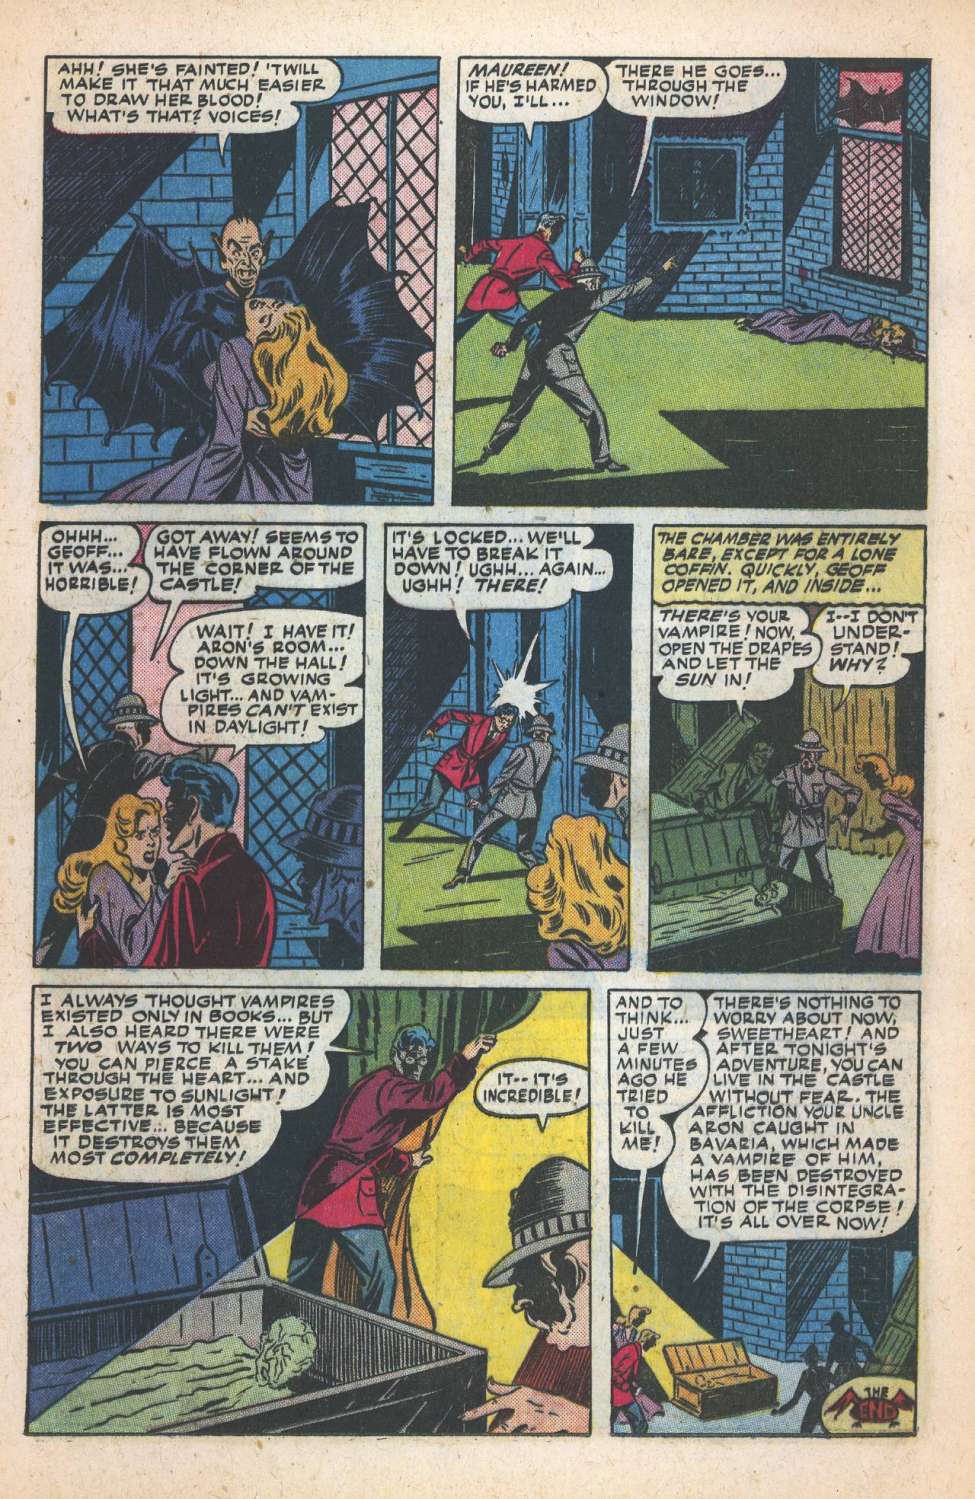 AHH! SHE'S FAINTED! 'TWILL
MAKE IT THAT MUCH EASIER
TO DRAW HER BLOOD!
WHAT'S THAT? VOICES!
MAUREEN!
IF HE'S HARMED
YOU, I'LL...
THERE HE GOES...
THROUGH THE
WINDOW!
OHHH...
GEOFF...
IT WAS...
HORRIBLE!
GOT AWAY! SEEMS TO
HAVE FLOWN AROUND
THE CORNER OF THE
CASTLE!
WAIT! I HAVE IT!
ARON'S ROOM...
DOWN THE HALL!
IT'S GROWING
LIGHT... AND VAM-
PIRES CAN'T EXIST
IN DAYLIGHT!
IT'S LOCKED... WE'LL
HAVE TO BREAK IT
DOWN! UGHH... AGAIN...
UGHH! THERE!
THE CHAMBER WAS ENTIRELY
BARE, EXCEPT FOR A LONE
COFFIN. QUICKLY, GEOFF
OPENED IT, AND INSIDE...
THERE'S YOUR
VAMPIRE! NOW,
OPEN THE DRAPES
AND LET THE
SUN IN!
I--I DON'T
UNDER-
STAND!
WHY?
I ALWAYS THOUGHT VAMPIRES
EXISTED ONLY IN BOOKS... BUT
I ALSO HEARD THERE WERE
TWO WAYS TO KILL THEM!
YOU CAN PIERCE A STAKE
THROUGH THE HEART... AND
EXPOSURE TO SUNLIGHT!
THE LATTER IS MOST
EFFECTIVE... BECAUSE
IT DESTROYS THEM
MOST COMPLETELY!
IT-- IT'S
INCREDIBLE!
AND TO
THINK...
JUST
A FEW
MINUTES
AGO HE
TRIED
TO
KILL
ME!
THERE'S NOTHING TO
WORRY ABOUT NOW,
SWEETHEART! AND
AFTER TONIGHT'S
ADVENTURE, YOU CAN
LIVE IN THE CASTLE
WITHOUT FEAR. THE
AFFLICTION YOUR UNCLE
ARON CAUGHT IN
BAVARIA, WHICH MADE
A VAMPIRE OF HIM,
HAS BEEN DESTROYED
WITH THE DISINTEGRA-
TION OF THE CORPSE!
IT'S ALL OVER NOW!
THE
END